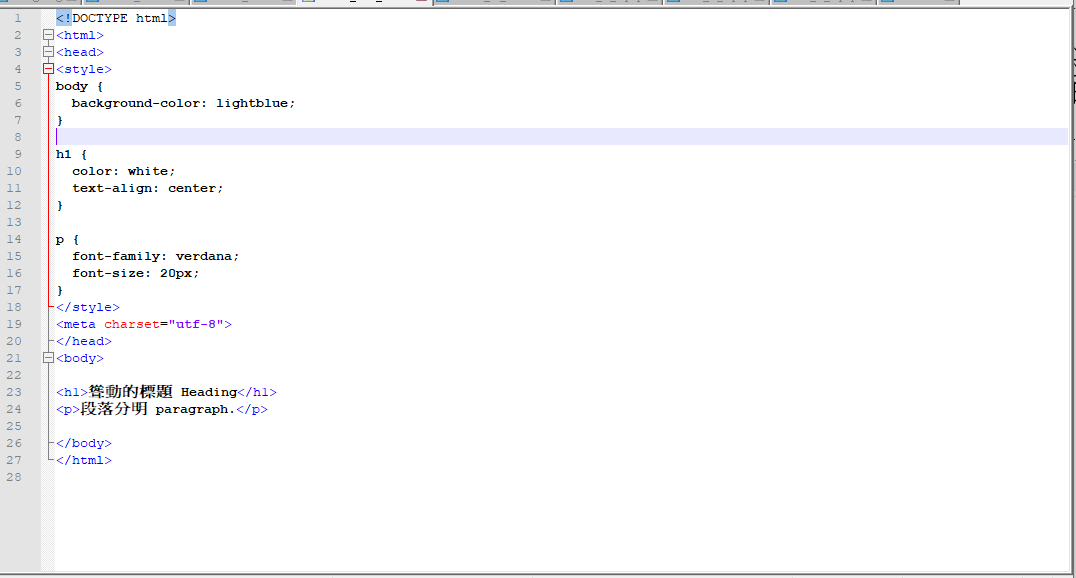 1 <!DOCTYPE html>
2 <html>
3 <head>
4 <style>
5 body {
6 background-color: lightblue;
7 }
8
9 h1 {
10 color: white;
11 text-align: center;
12 }
13
14 p {
15 font-family: verdana;
16 font-size: 20px;
17 }
18 </style>
19 <meta charset="utf-8">
20 </head>
21 <body>
22
23 <h1>聳動的標題 Heading</h1>
24 <p>段落分明 paragraph.</p>
25
26 </body>
27 </html>
28